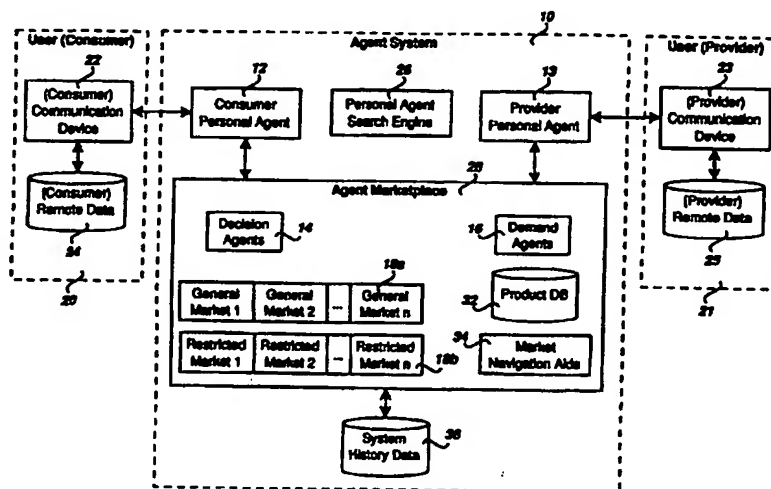 10
User (Consumer)
Agent System
User (Provider)
22
12
26
13
23
(Consumer)
Communication
Device
Consumer
Personal Agent
Personal Agent
Search Engine
Provider
Personal Agent
(Provider)
Communication
Device
28
Agent Marketplace
(Consumer)
Remote Data
(Provider)
Remote Data
Decision
Agents
14
16
Demand
Agents
24
25
18a
20
21
General
Market 1
General
Market 2
...
General
Market n
32
Product DB
Restricted
Market 1
Restricted
Market 2
...
Restricted
Market n
18b
34
Market
Navigation Aids
System
History Data
36